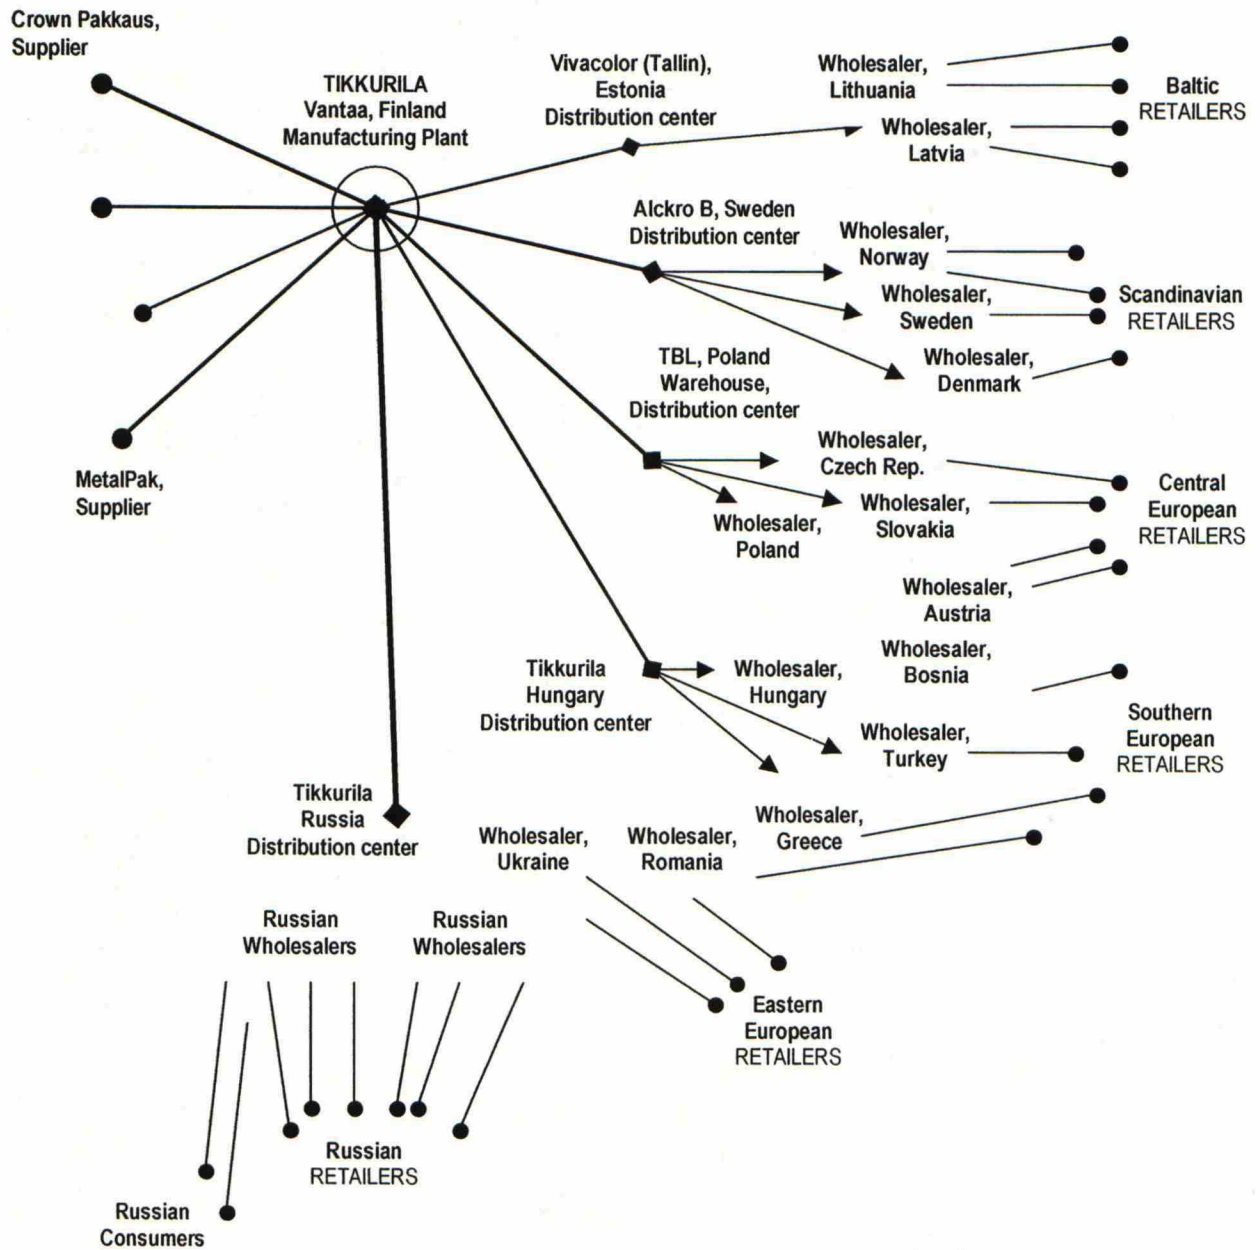 Crown Pakkaus,
Supplier
TIKKURILA
Vantaa, Finland
Manufacturing Plant
Vivacolor (Tallin),
Estonia
Distribution center
Wholesaler,
Lithuania
Baltic
RETAILERS
Wholesaler,
Latvia
Alckro B, Sweden
Distribution center
Wholesaler,
Norway
Wholesaler,
Sweden
Scandinavian
RETAILERS
Wholesaler,
Denmark
TBL, Poland
Warehouse,
Distribution center
MetalPak,
Supplier
Wholesaler,
Czech Rep.
Wholesaler,
Slovakia
Wholesaler,
Poland
Central
European
RETAILERS
Wholesaler,
Austria
Tikkurila
Hungary
Distribution center
Wholesaler,
Hungary
Wholesaler,
Bosnia
Wholesaler,
Turkey
Southern
European
RETAILERS
Tikkurila
Russia
Distribution center
Wholesaler,
Ukraine
Wholesaler,
Romania
Wholesaler,
Greece
Russian
Wholesalers
Russian
Wholesalers
Eastern
European
RETAILERS
Russian
RETAILERS
Russian
Consumers